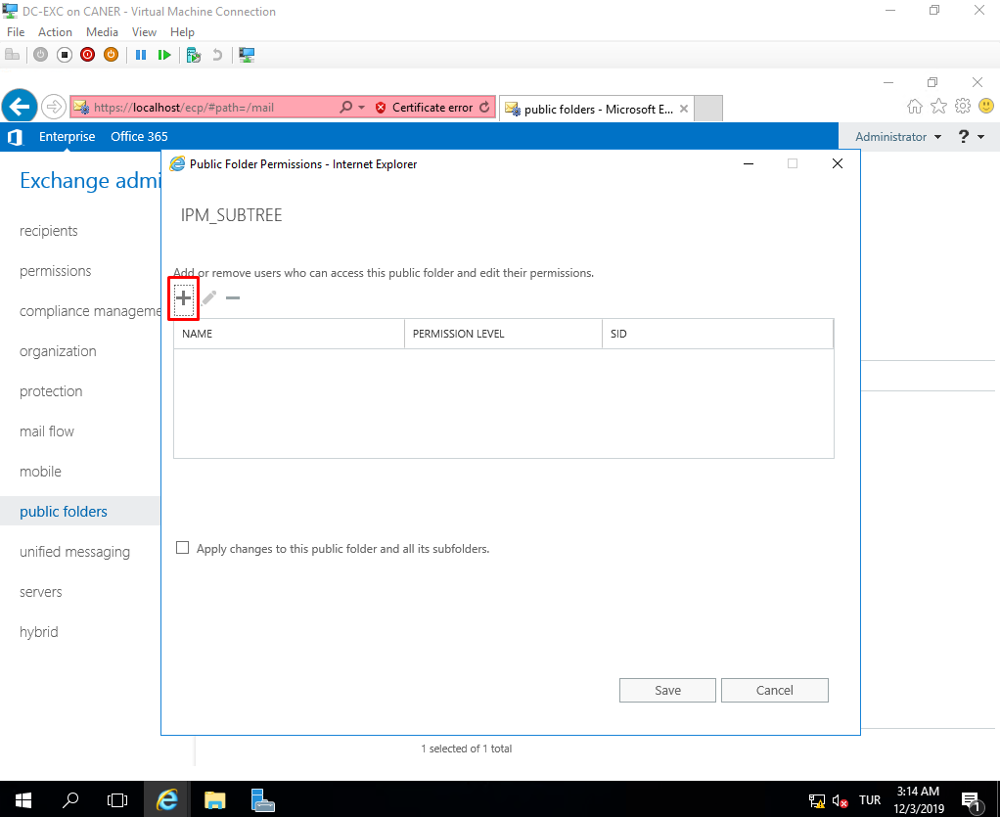 DC-EXC on CANER - Virtual Machine Connection
File Action Media View Help
https://localhost/ecp/#path=/mail
Certificate error
public folders - Microsoft E...
Enterprise Office 365
Administrator ?
Exchange admi
recipients
permissions
compliance manageme
organization
protection
mail flow
mobile
public folders
unified messaging
servers
hybrid
Public Folder Permissions - Internet Explorer
IPM_SUBTREE
Add or remove users who can access this public folder and edit their permissions.
NAME PERMISSION LEVEL SID
Apply changes to this public folder and all its subfolders.
Save Cancel
1 selected of 1 total
TUR
3:14 AM
12/3/2019
1